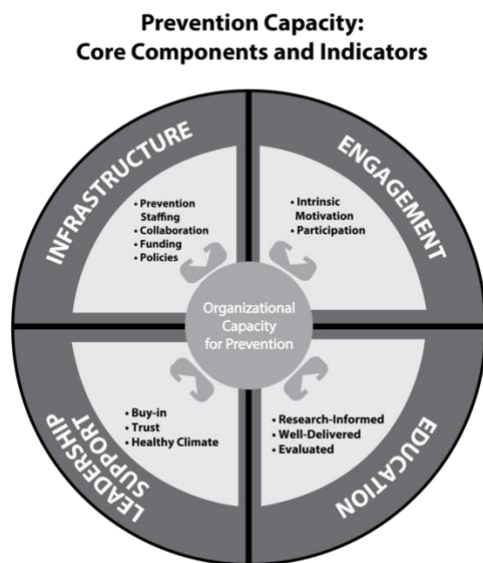 Prevention Capacity:
Core Components and Indicators
INFRASTRUCTURE
• Prevention
Staffing
• Collaboration
• Funding
• Policies
ENGAGEMENT
• Intrinsic
Motivation
• Participation
Organizational
Capacity
for Prevention
LEADERSHIP
SUPPORT
• Buy-in
• Trust
• Healthy Climate
EDUCATION
• Research-Informed
• Well-Delivered
• Evaluated